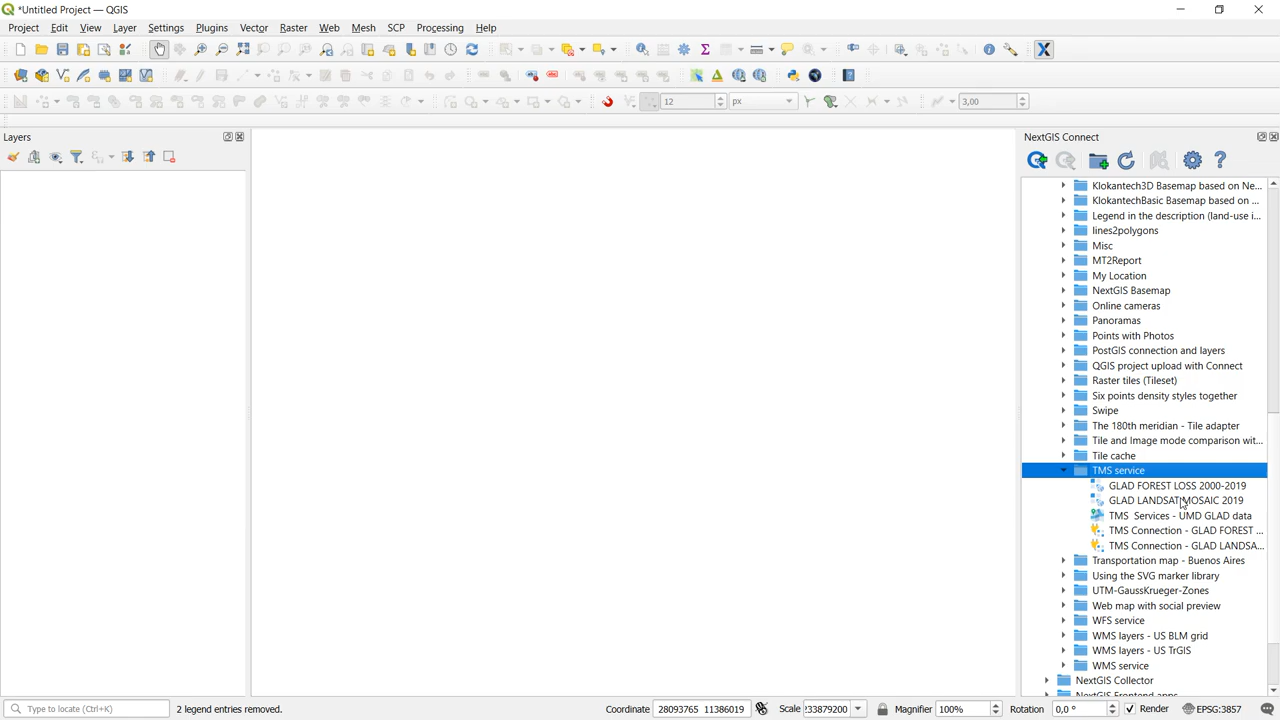 *Untitled Project — QGIS
Project Edit View Layer Settings Plugins Vector Raster Web Mesh SCP Processing Help
12 px 3,00
Layers
NextGIS Connect
Klokantech3D Basemap based on Ne...
KlokantechBasic Basemap based on ...
Legend in the description (land-use i...
lines2polygons
Misc
MT2Report
My Location
NextGIS Basemap
Online cameras
Panoramas
Points with Photos
PostGIS connection and layers
QGIS project upload with Connect
Raster tiles (Tileset)
Six points density styles together
Swipe
The 180th meridian - Tile adapter
Tile and Image mode comparison wit...
Tile cache
TMS service
GLAD FOREST LOSS 2000-2019
GLAD LANDSAT MOSAIC 2019
TMS Services - UMD GLAD data
TMS Connection - GLAD FOREST ...
TMS Connection - GLAD LANDSA...
Transportation map - Buenos Aires
Using the SVG marker library
UTM-GaussKrueger-Zones
Web map with social preview
WFS service
WMS layers - US BLM grid
WMS layers - US TrGIS
WMS service
NextGIS Collector
NextGIS Frontend apps
Type to locate (Ctrl+K) 2 legend entries removed. Coordinate 28093765 11386019 Scale :33879200 Magnifier 100% Rotation 0,0 ° Render EPSG:3857